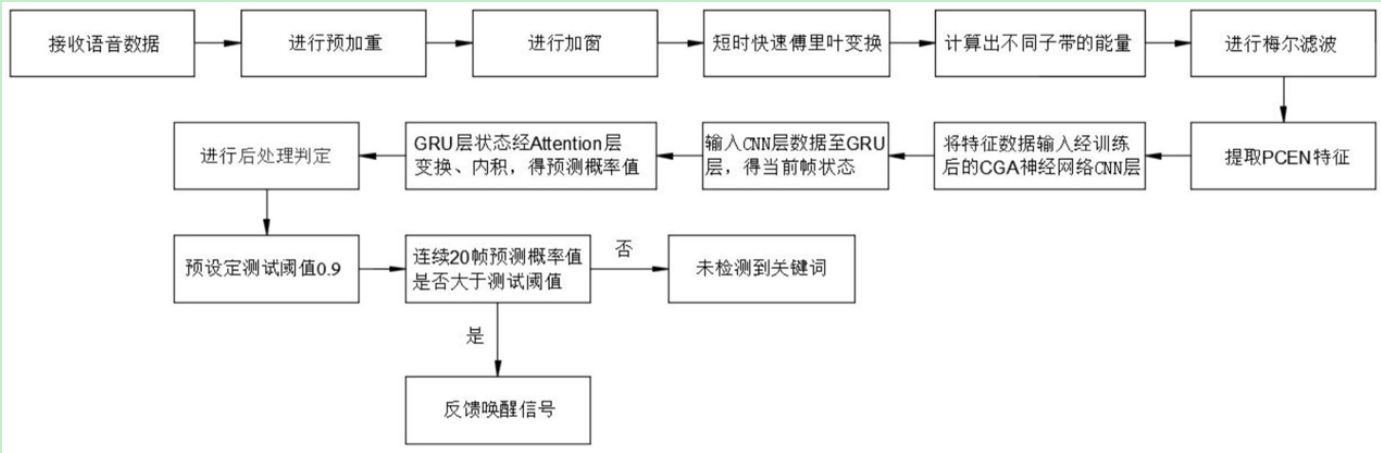 接收语音数据
进行预加重
进行加窗
短时快速傅里叶变换
计算出不同子带的能量
进行梅尔滤波
提取PCEN特征
将特征数据输入经训练
后的CGA神经网络CNN层
输入CNN层数据至GRU
层，得当前帧状态
GRU层状态经Attention层
变换、内积，得预测概率值
进行后处理判定
预设定测试阈值0.9
连续20帧预测概率值
是否大于测试阈值
否
未检测到关键词
是
反馈唤醒信号